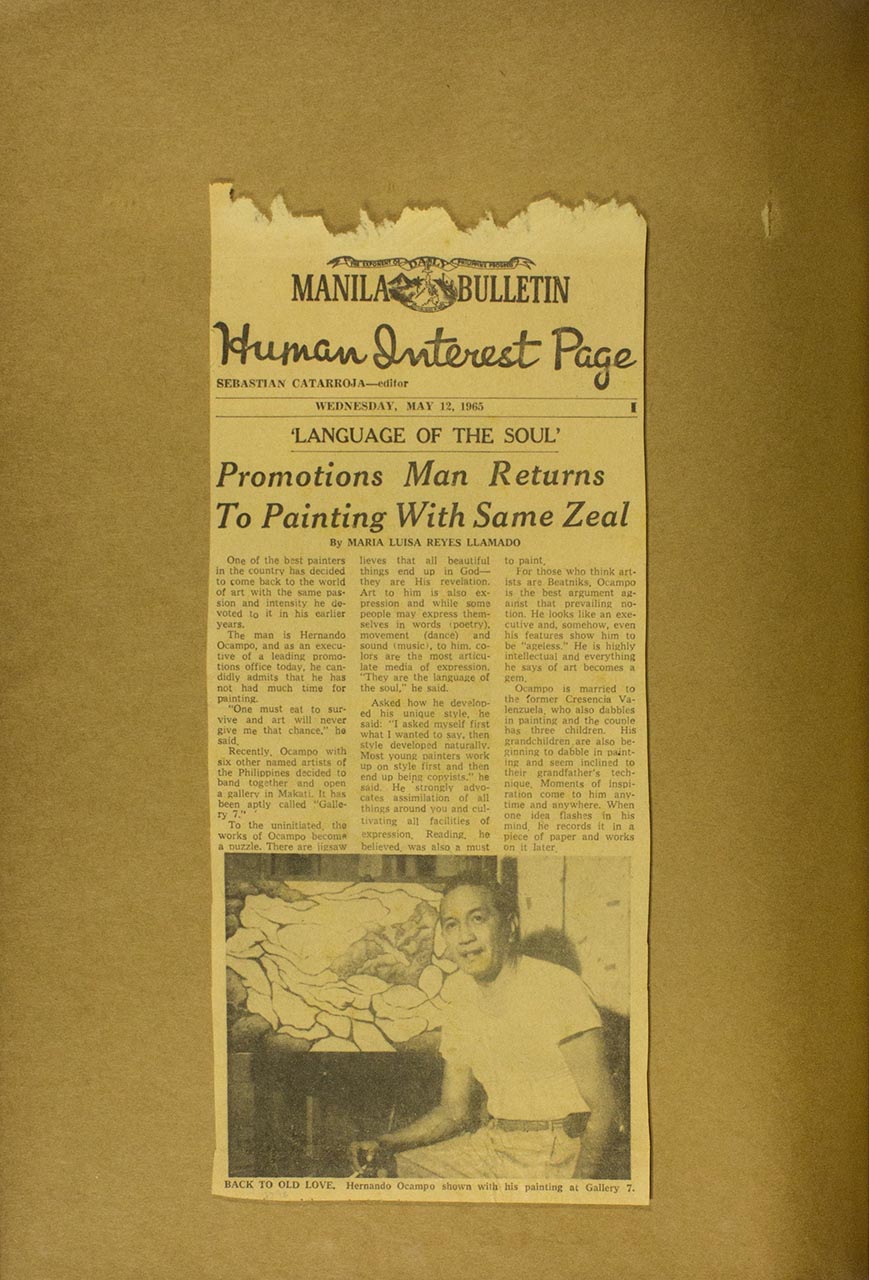 THE EXPONENT OF DAILY PHILIPPINE PROGRESS
MANILA BULLETIN
Human Interest Page
SEBASTIAN CATARROJA—editor
WEDNESDAY, MAY 12, 1965 1
'LANGUAGE OF THE SOUL'
Promotions Man Returns
To Painting With Same Zeal
By MARIA LUISA REYES LLAMADO
One of the best painters
in the country has decided
to come back to the world
of art with the same pas-
sion and intensity he de-
voted to it in his earlier
years.
The man is Hernando
Ocampo, and as an execu-
tive of a leading promo-
tions office today, he can-
didly admits that he has
not had much time for
painting.
"One must eat to sur-
vive and art will never
give me that chance," he
said.
Recently, Ocampo with
six other named artists of
the Philippines decided to
band together and open
a gallery in Makati. It has
been aptly called "Galle-
ry 7."
To the uninitiated, the
works of Ocampo become
a puzzle. There are jigsaw
lieves that all beautiful
things end up in God—
they are His revelation.
Art to him is also ex-
pression and while some
people may express them-
selves in words (poetry),
movement (dance) and
sound (music), to him, co-
lors are the most articu-
late media of expression.
"They are the language of
the soul," he said.
Asked how he develop-
ed his unique style, he
said: "I asked myself first
what I wanted to say, then
style developed naturally.
Most young painters work
up on style first and then
end up being copyists." he
said. He strongly advo-
cates assimilation of all
things around you and cul-
tivating all facilities of
expression. Reading, he
believed, was also a must
to paint.
For those who think art-
ists are Beatniks, Ocampo
is the best argument ag-
ainst that prevailing no-
tion. He looks like an exe-
cutive and, somehow, even
his features show him to
be "ageless." He is highly
intellectual and everything
he says of art becomes a
gem.
Ocampo is married to
the former Cresencia Va-
lenzuela, who also dabbles
in painting and the couple
has three children. His
grandchildren are also be-
ginning to dabble in paint-
ing and seem inclined to
their grandfather's tech-
nique. Moments of inspi-
ration come to him any-
time and anywhere. When
one idea flashes in his
mind, he records it in a
piece of paper and works
on it later.
BACK TO OLD LOVE. Hernando Ocampo shown with his painting at Gallery 7.